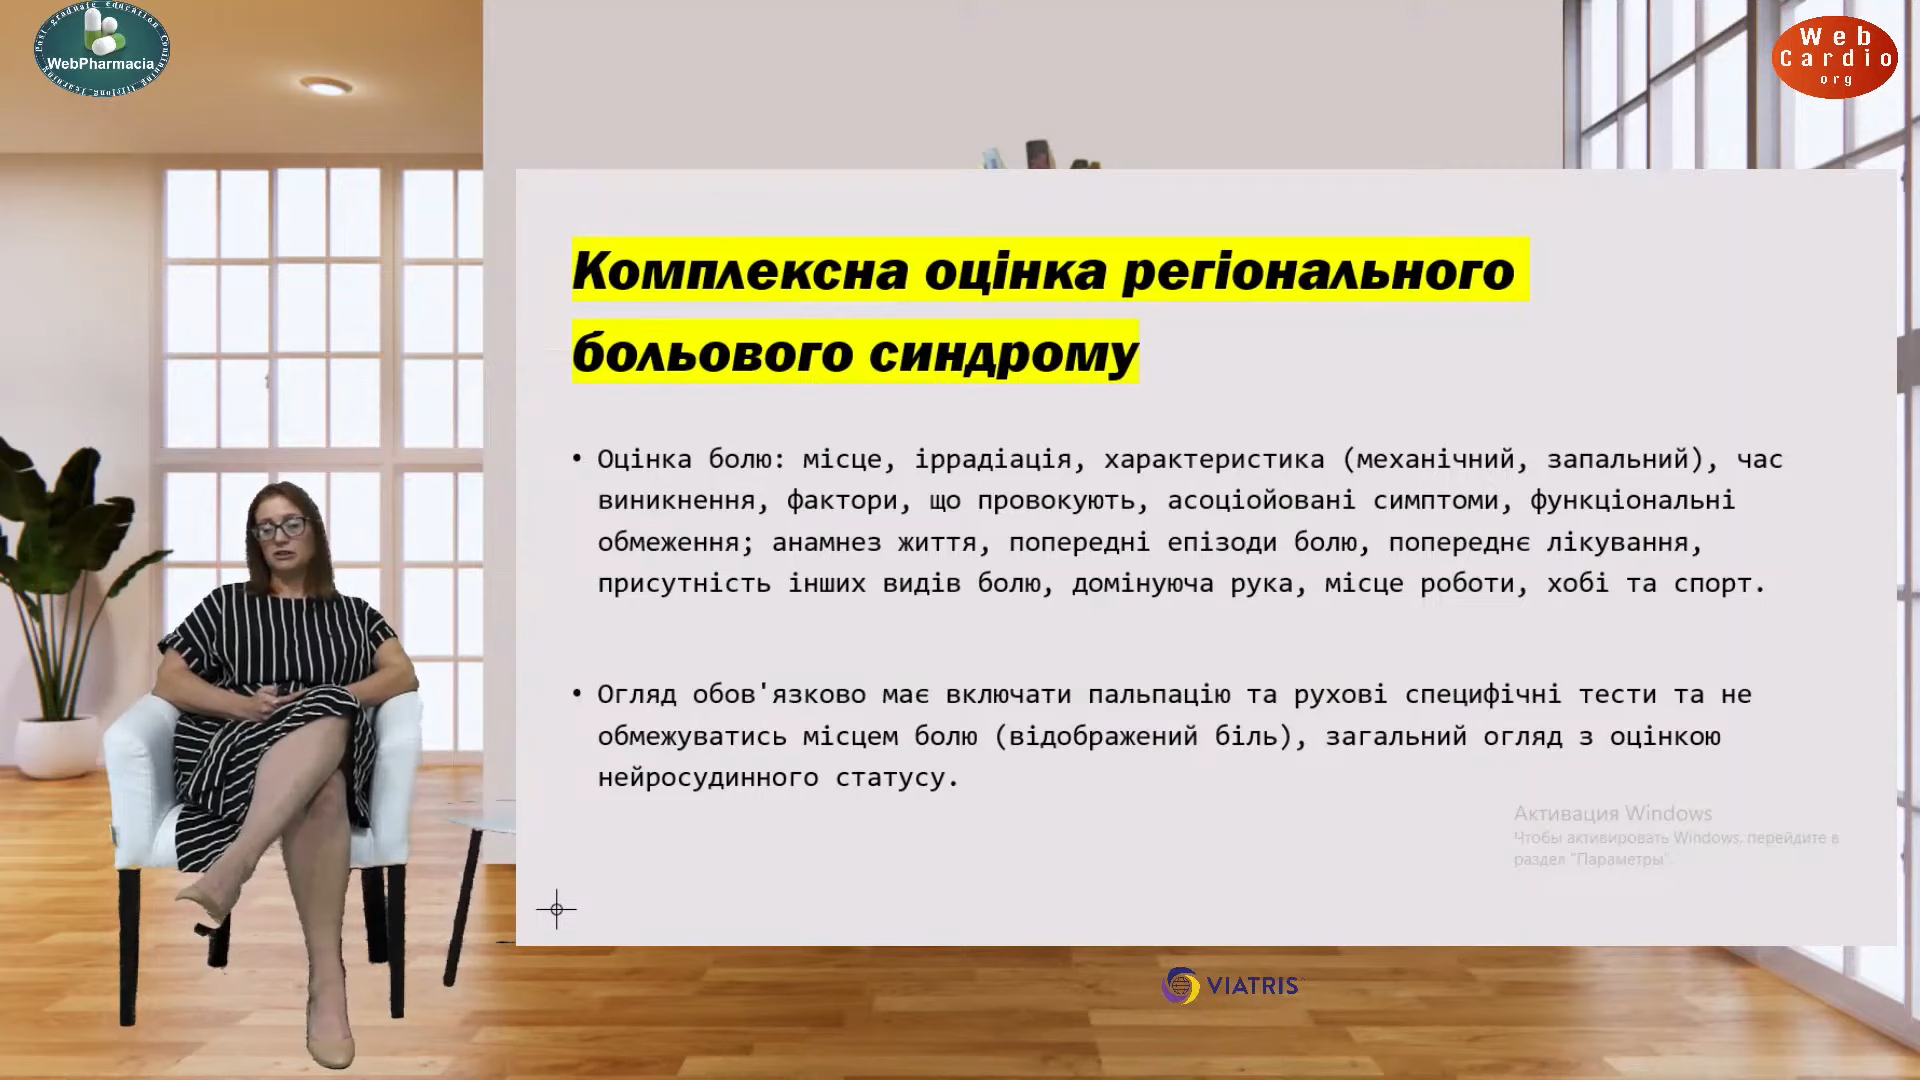 WebPharmacia
Web
Cardio
org
Комплексна оцінка регіонального
больового синдрому
• Оцінка болю: місце, іррадіація, характеристика (механічний, запальний), час
виникнення, фактори, що провокують, асоціойовані симптоми, функціональні
обмеження; анамнез життя, попередні епізоди болю, попереднє лікування,
присутність інших видів болю, домінуюча рука, місце роботи, хобі та спорт.
• Огляд обов'язково має включати пальпацію та рухові специфічні тести та не
обмежуватись місцем болю (відображений біль), загальний огляд з оцінкою
нейросудинного статусу.
Активация Windows
Чтобы активировать Windows, перейдите в
раздел "Параметры".
VIATRIS